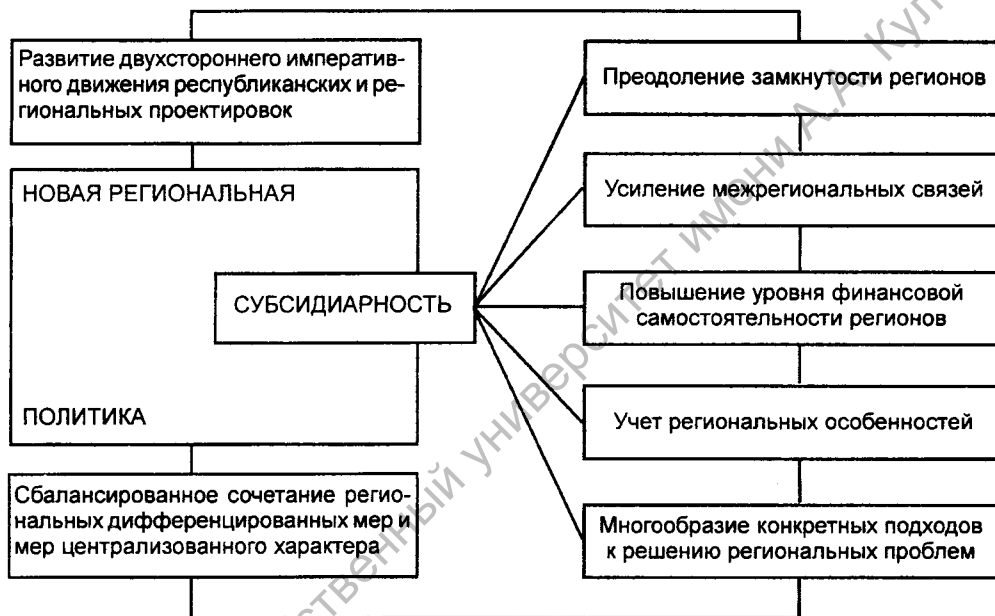 Развитие двухстороннего императив-
ного движения республиканских и ре-
гиональных проектировок
НОВАЯ РЕГИОНАЛЬНАЯ
СУБСИДИАРНОСТЬ
ПОЛИТИКА
Сбалансированное сочетание регио-
нальных дифференцированных мер и
мер централизованного характера
Преодоление замкнутости регионов
Усиление межрегиональных связей
Повышение уровня финансовой
самостоятельности регионов
Учет региональных особенностей
Многообразие конкретных подходов
к решению региональных проблем
университет имени А.А.